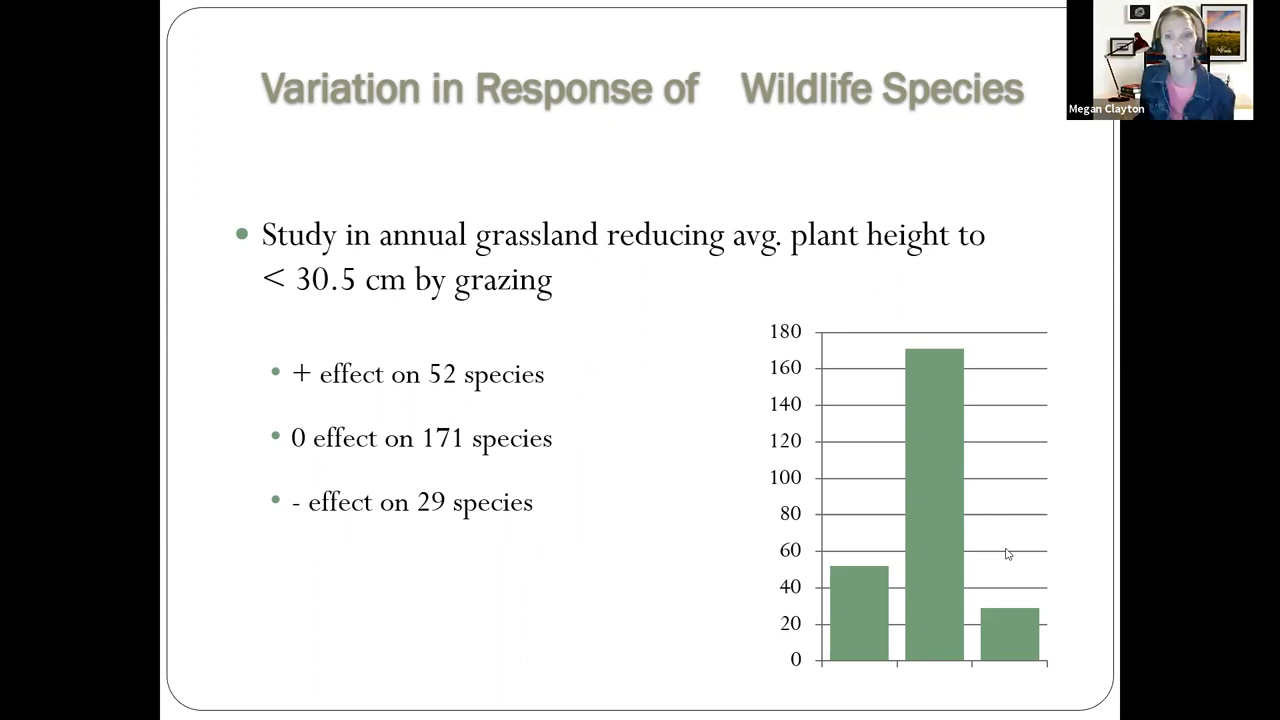 Variation in Response of Wildlife Species
Megan Clayton
• Study in annual grassland reducing avg. plant height to
< 30.5 cm by grazing
• + effect on 52 species
• 0 effect on 171 species
• - effect on 29 species
180
160
140
120
100
80
60
40
20
0